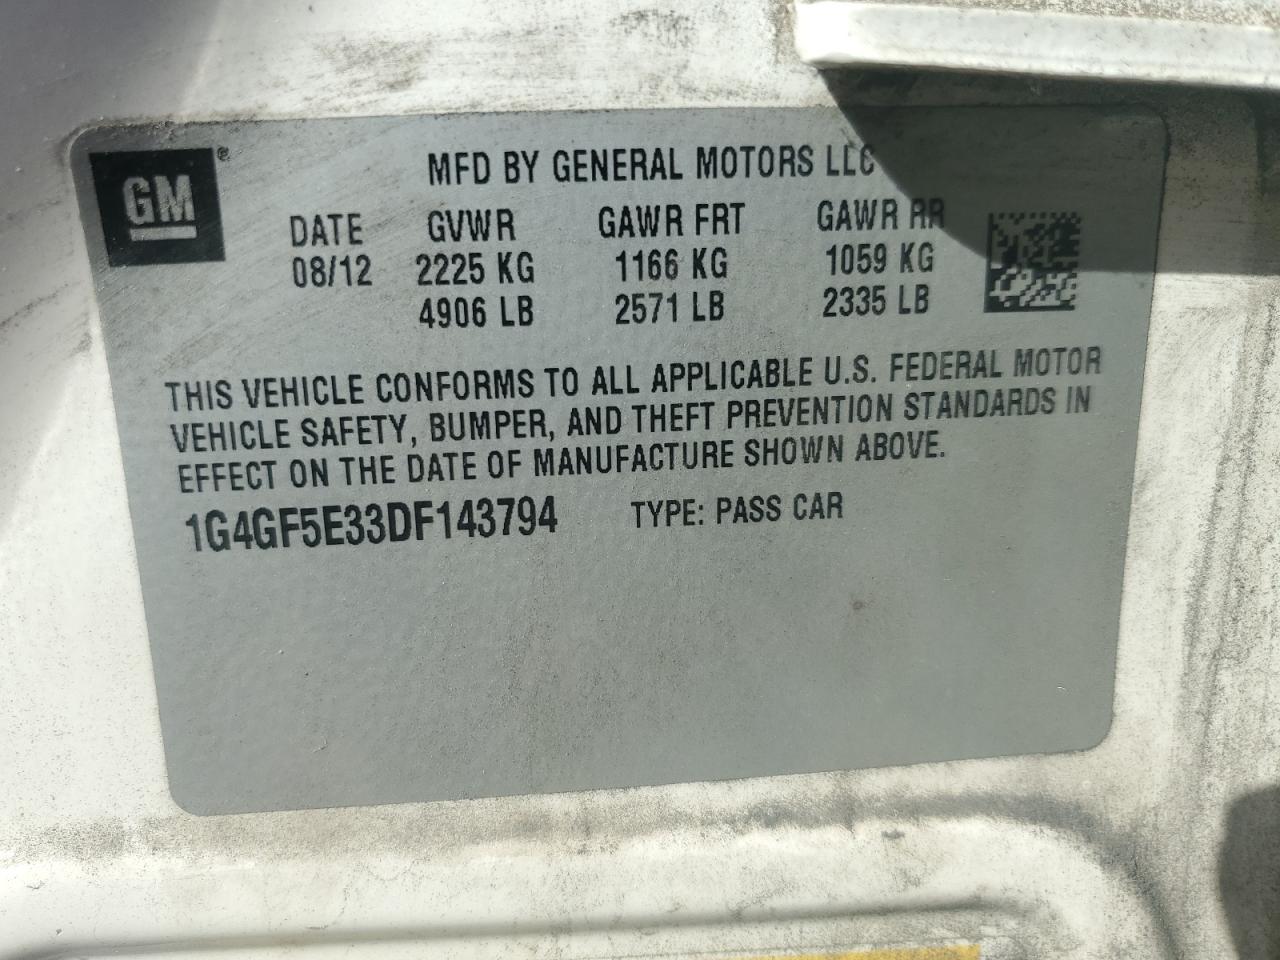 GM®
MFD BY GENERAL MOTORS LLC
DATE GVWR GAWR FRT GAWR RR
08/12 2225 KG 1166 KG 1059 KG
4906 LB 2571 LB 2335 LB
THIS VEHICLE CONFORMS TO ALL APPLICABLE U.S. FEDERAL MOTOR
VEHICLE SAFETY, BUMPER, AND THEFT PREVENTION STANDARDS IN
EFFECT ON THE DATE OF MANUFACTURE SHOWN ABOVE.
1G4GF5E33DF143794 TYPE: PASS CAR